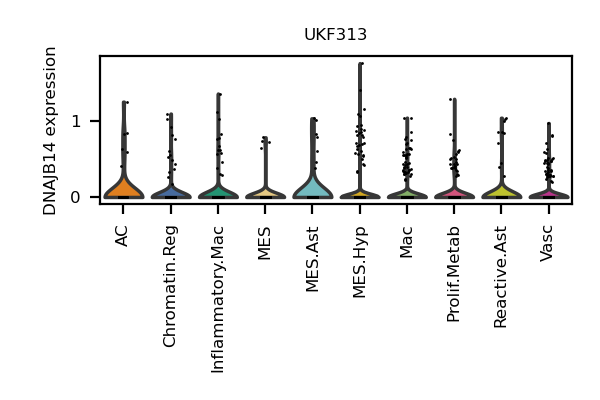 UKF313
DNAJB14 expression
1
0
AC
Chromatin.Reg
Inflammatory.Mac
MES
MES.Ast
MES.Hyp
Mac
Prolif.Metab
Reactive.Ast
Vasc